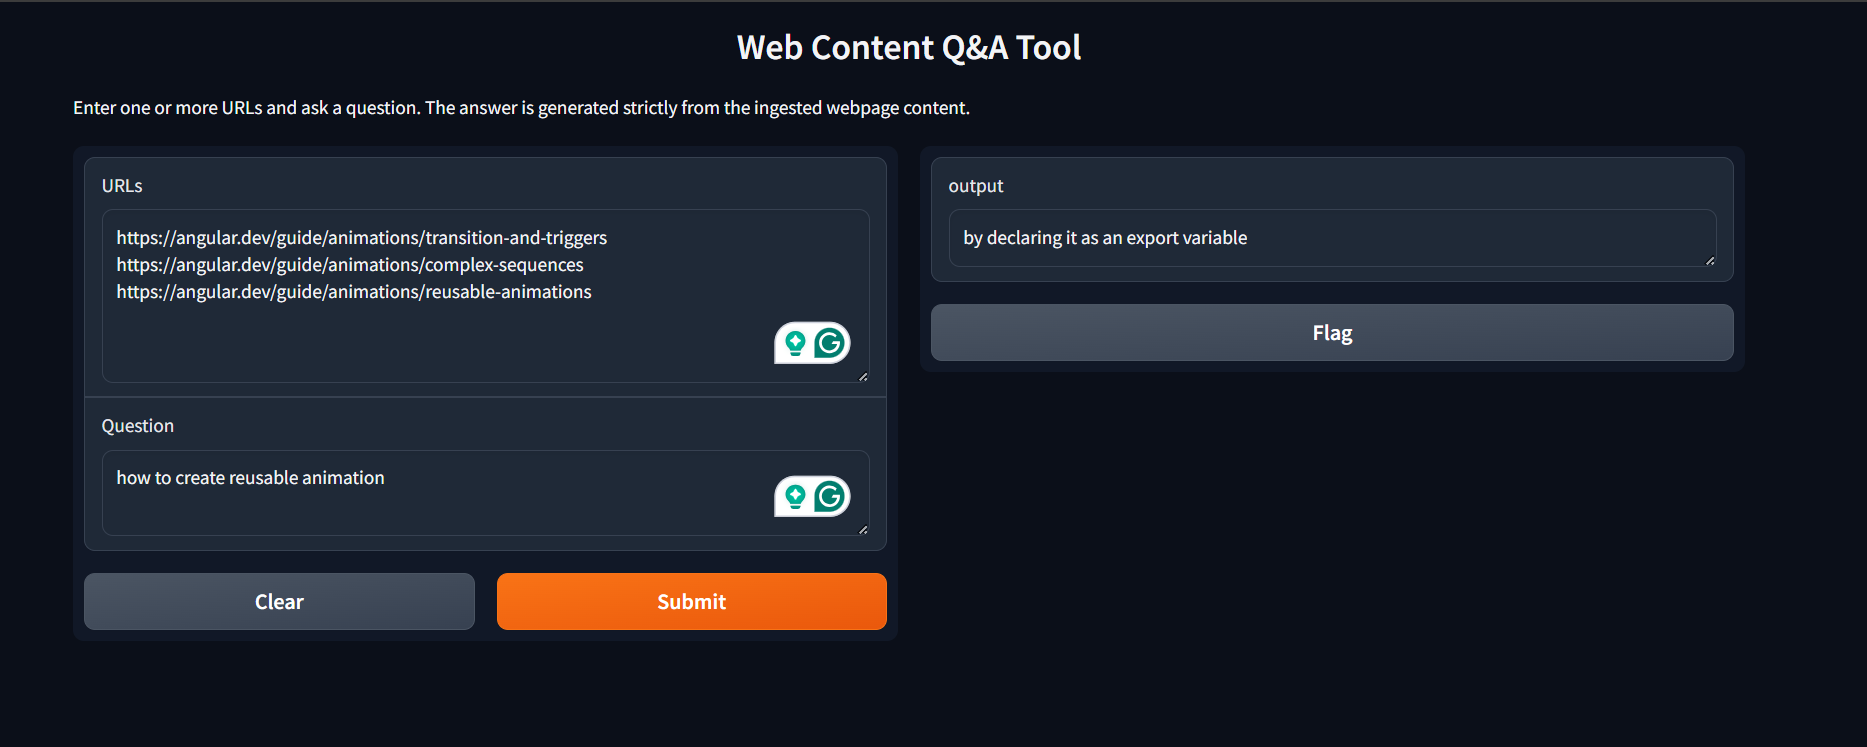 Web Content Q&A Tool
Enter one or more URLs and ask a question. The answer is generated strictly from the ingested webpage content.
URLs
https://angular.dev/guide/animations/transition-and-triggers
https://angular.dev/guide/animations/complex-sequences
https://angular.dev/guide/animations/reusable-animations
Question
how to create reusable animation
Clear
Submit
output
by declaring it as an export variable
Flag